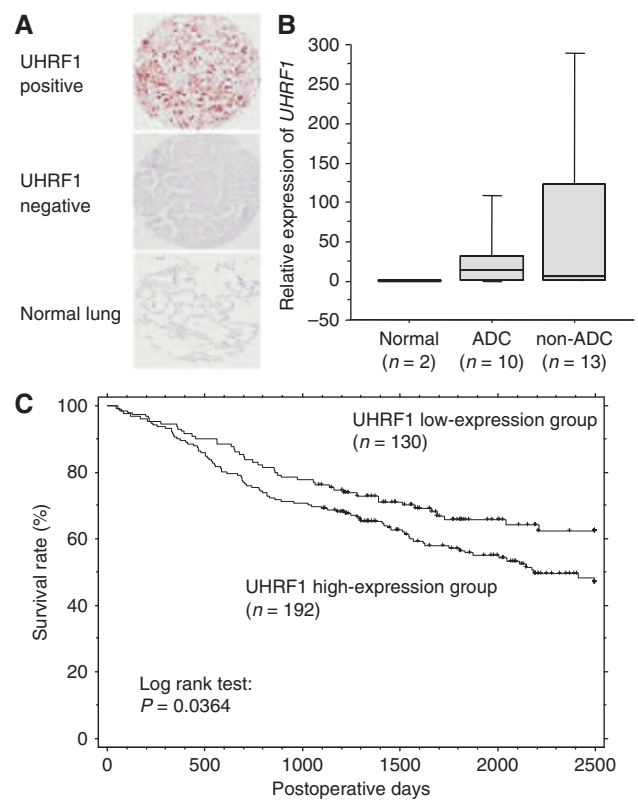 A
UHRF1
positive
UHRF1
negative
Normal lung
B
Relative expression of UHRF1
300
250
200
150
100
50
0
–50
Normal
(n = 2)
ADC
(n = 10)
non-ADC
(n = 13)
C
Survival rate (%)
100
80
60
40
20
0
UHRF1 low-expression group
(n = 130)
UHRF1 high-expression group
(n = 192)
Log rank test:
P = 0.0364
0 500 1000 1500 2000 2500
Postoperative days